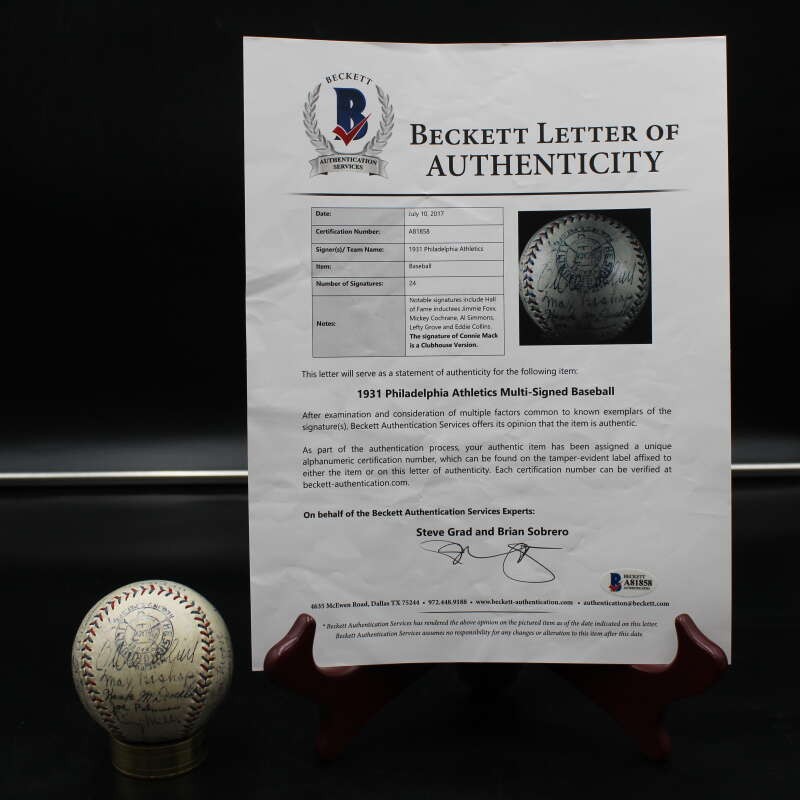 BECKETT
B
AUTHENTICATION
SERVICES
BECKETT LETTER OF
AUTHENTICITY
Date: July 10, 2017
Certification Number: A81858
Signer(s)/ Team Name: 1931 Philadelphia Athletics
Item: Baseball
Number of Signatures: 24
Notes: Notable signatures include Hall
of Fame inductees Jimmie Foxx,
Mickey Cochrane, Al Simmons,
Lefty Grove and Eddie Collins.
The signature of Connie Mack
is a Clubhouse Version.
Max Bishop
This letter will serve as a statement of authenticity for the following item:
1931 Philadelphia Athletics Multi-Signed Baseball
After examination and consideration of multiple factors common to known exemplars of the
signature(s), Beckett Authentication Services offers its opinion that the item is authentic.
As part of the authentication process, your authentic item has been assigned a unique
alphanumeric certification number, which can be found on the tamper-evident label affixed to
either the item or on this letter of authenticity. Each certification number can be verified at
beckett-authentication.com.
On behalf of the Beckett Authentication Services Experts:
Steve Grad and Brian Sobrero
B BECKETT
A81858
AUTHENTICATION
4635 McEwen Road, Dallas TX 75244 • 972.448.9188 • www.beckett-authentication.com • authentication@beckett.com
* Beckett Authentication Services has rendered the above opinion on the pictured item as of the date indicated on this letter.
Beckett Authentication Services assumes no responsibility for any changes or alteration to this item after this date.
Max Bishop